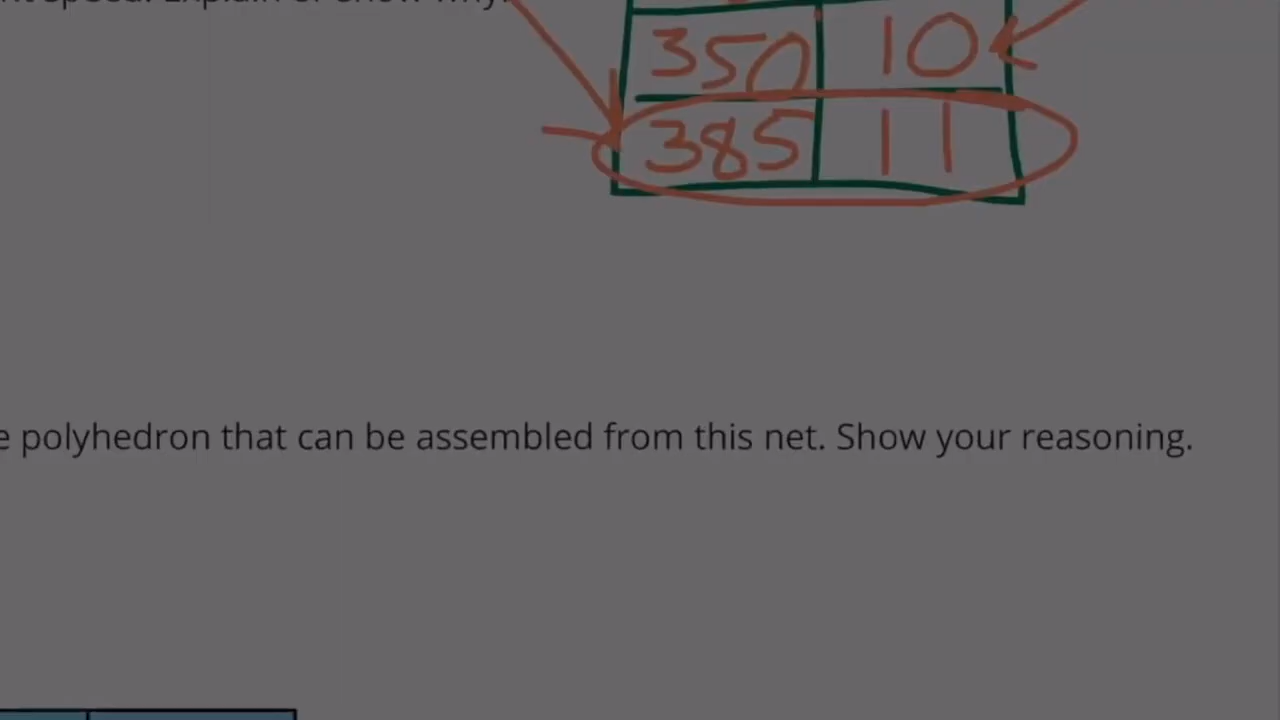 350 10
385 11
polyhedron that can be assembled from this net. Show your reasoning.